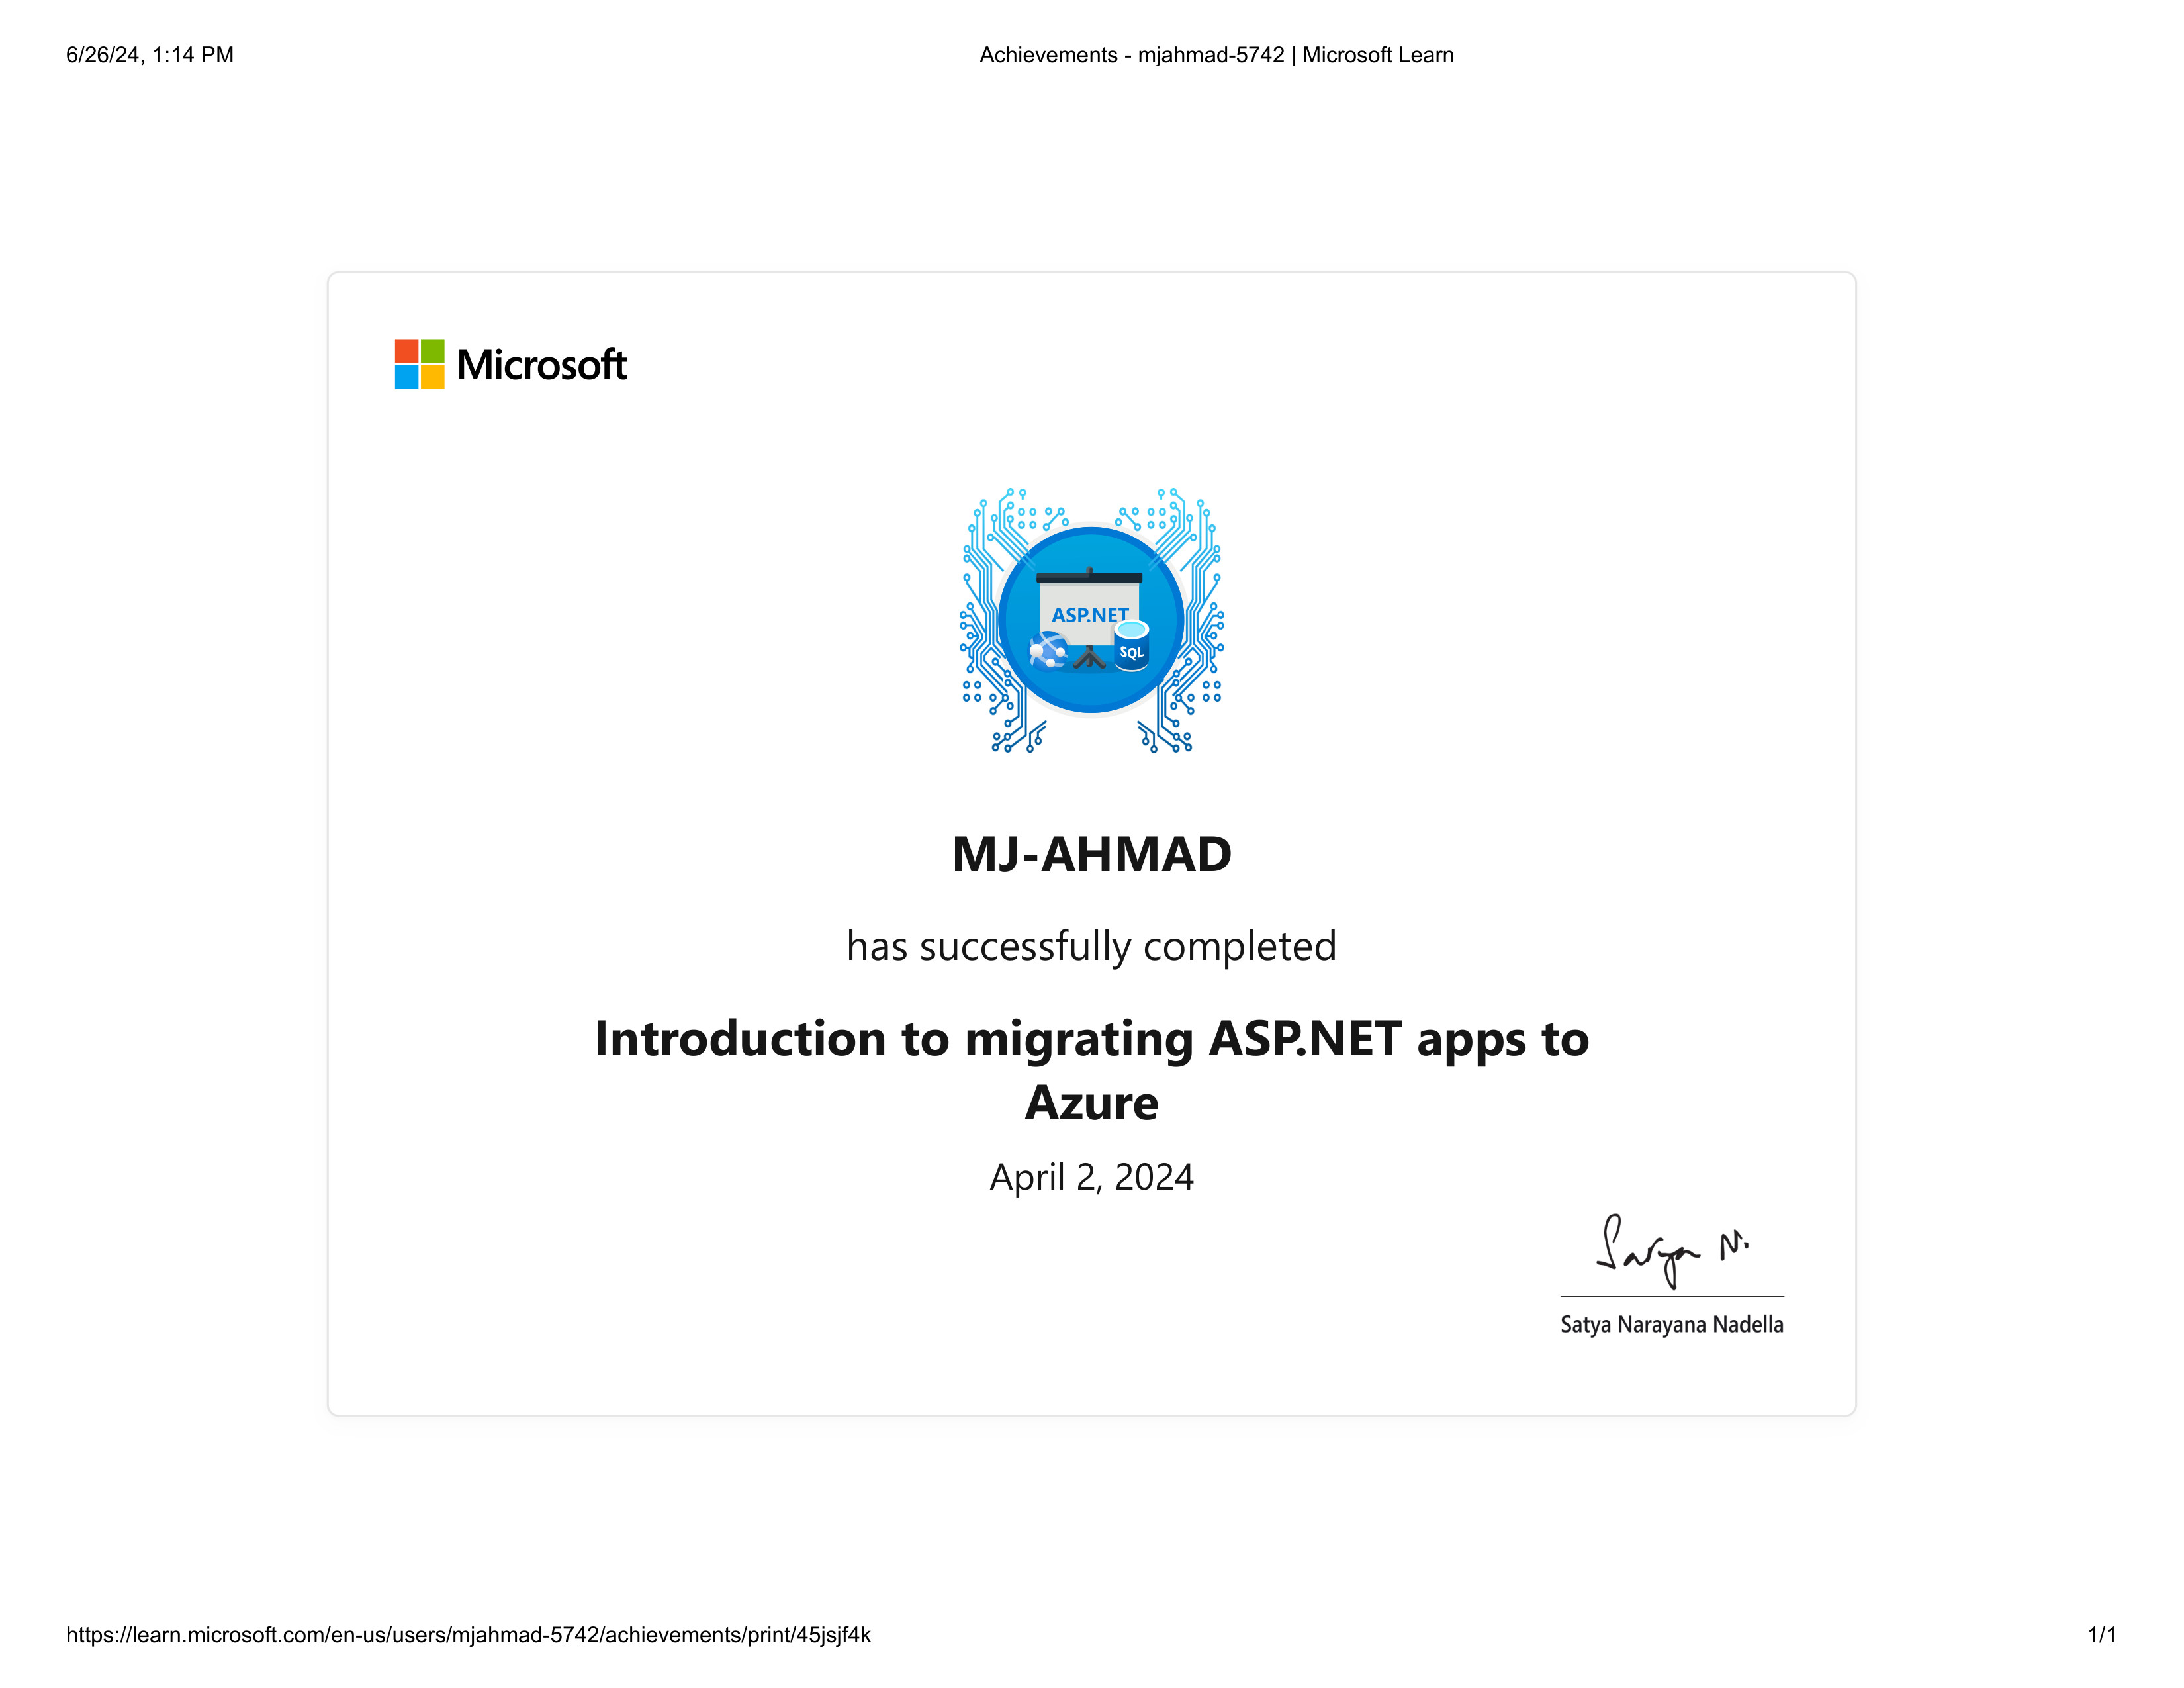 6/26/24, 1:14 PM
Achievements - mjahmad-5742 | Microsoft Learn
Microsoft
ASP.NET
SQL
MJ-AHMAD
has successfully completed
Introduction to migrating ASP.NET apps to
Azure
April 2, 2024
Satya N.
Satya Narayana Nadella
https://learn.microsoft.com/en-us/users/mjahmad-5742/achievements/print/45jsjf4k
1/1